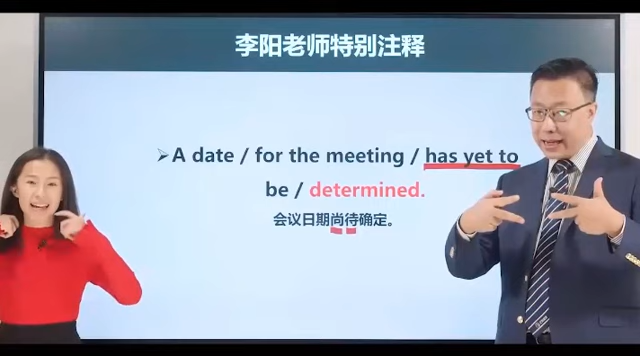 李阳老师特别注释
➢A date / for the meeting / has yet to
be / determined.
会议日期尚待确定。